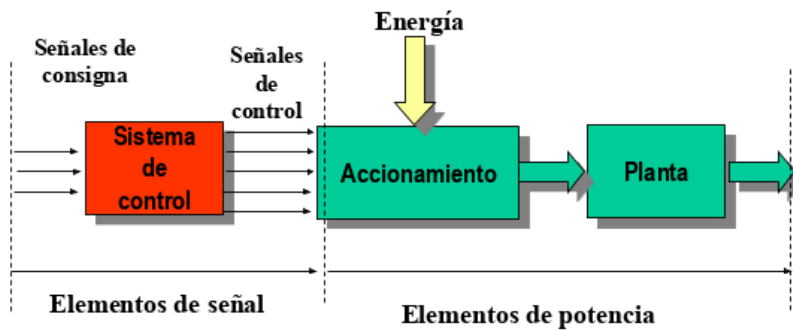 Energía
Señales de
consigna
Señales
de
control
Sistema
de
control
Accionamiento
Planta
Elementos de señal
Elementos de potencia